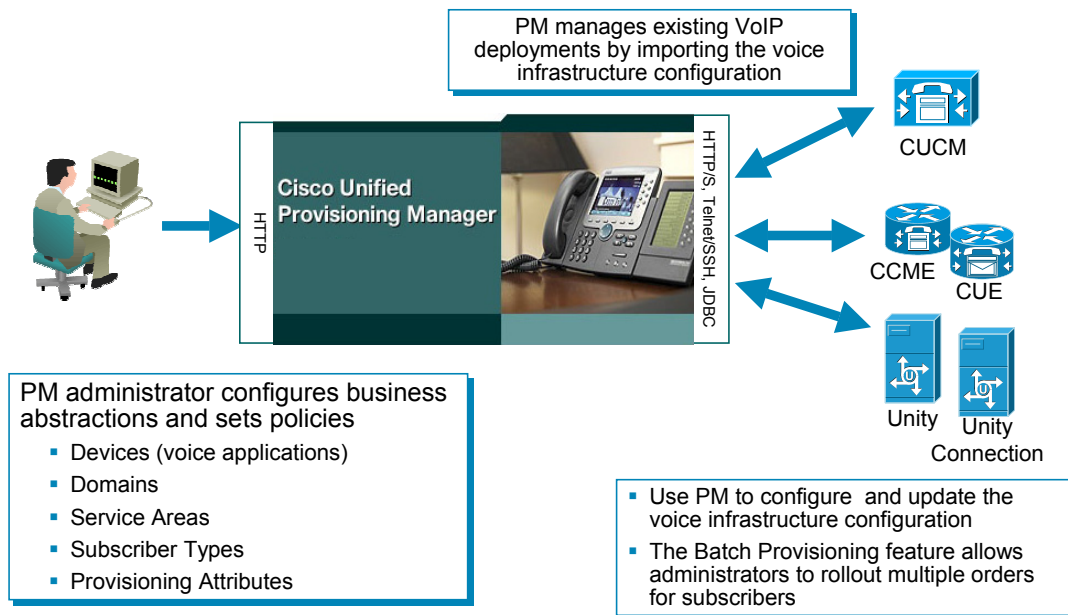 PM manages existing VoIP
deployments by importing the voice
infrastructure configuration
HTTP
Cisco Unified
Provisioning Manager
HTTP/S, Telnet/SSH, JDBC
CUCM
CCME
CUE
Unity
Unity
Connection
PM administrator configures business
abstractions and sets policies
▪ Devices (voice applications)
▪ Domains
▪ Service Areas
▪ Subscriber Types
▪ Provisioning Attributes
▪ Use PM to configure and update the
voice infrastructure configuration
▪ The Batch Provisioning feature allows
administrators to rollout multiple orders
for subscribers